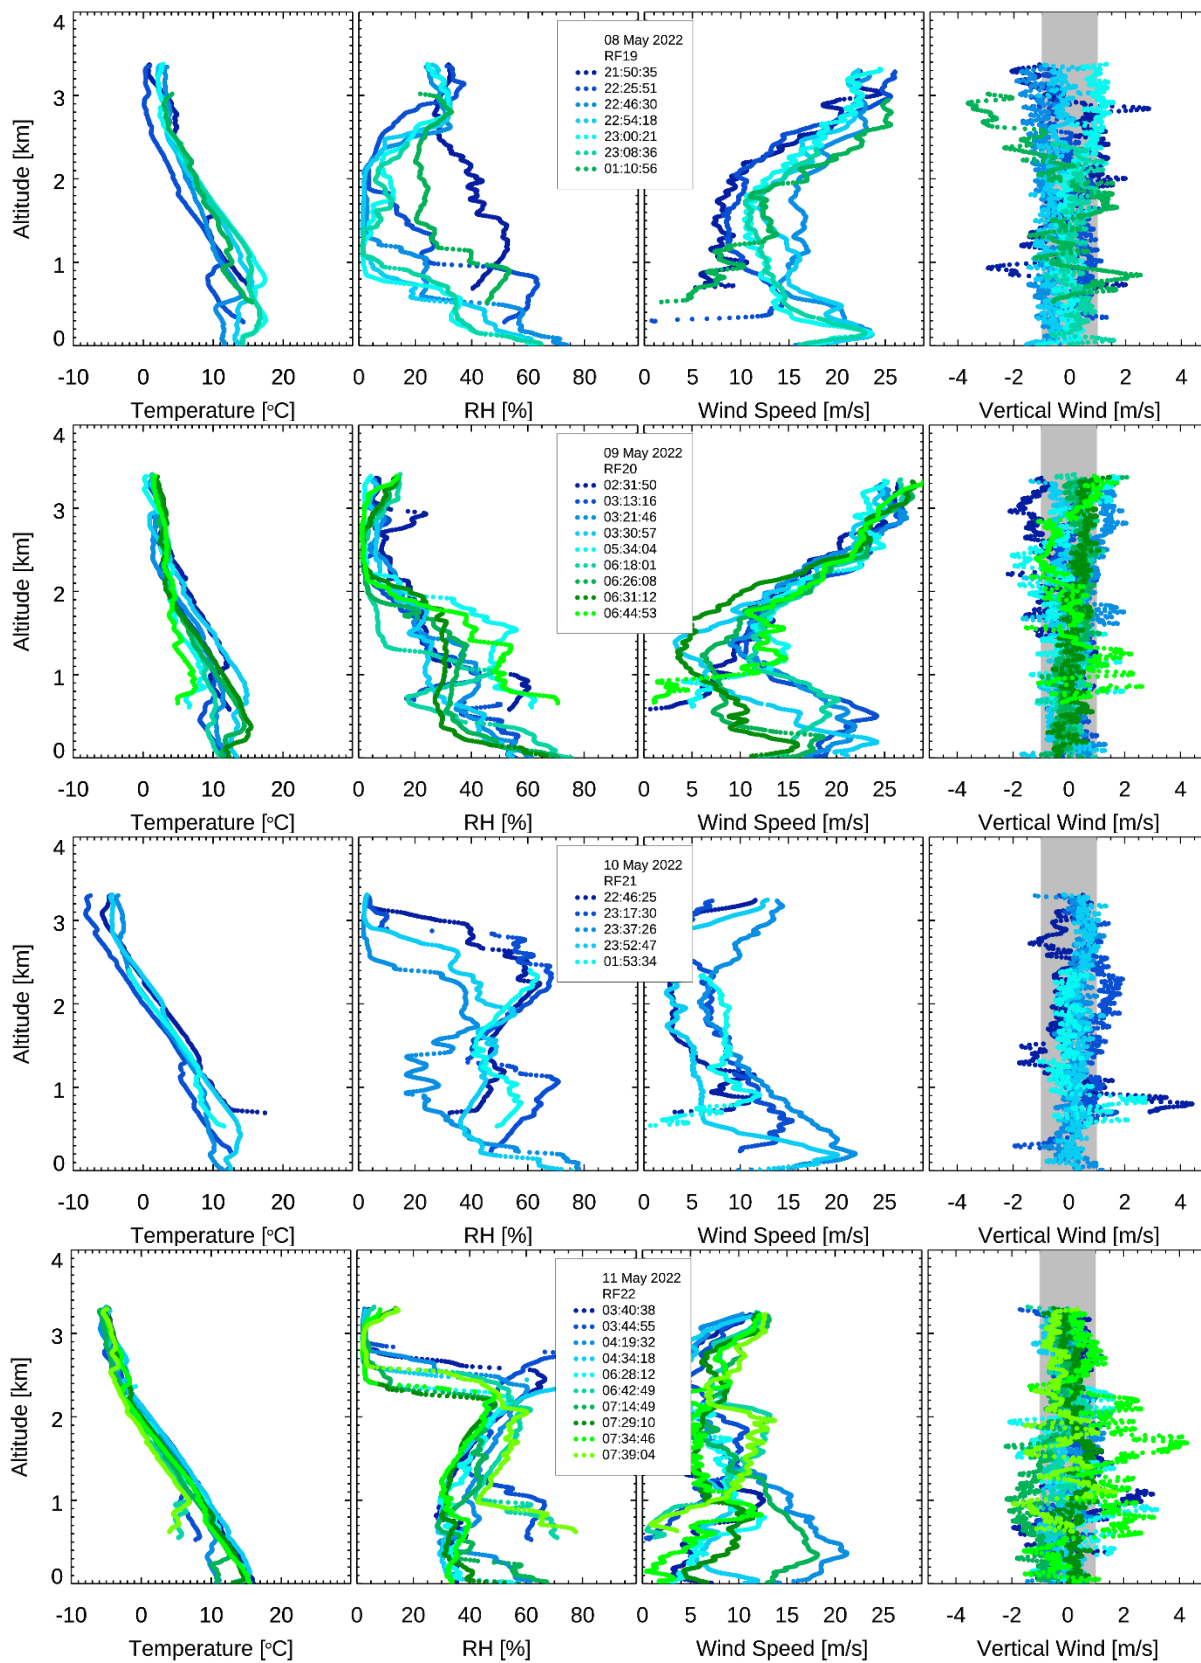 4
3
2
1
0
Altitude [km]
08 May 2022
RF19
21:50:35
22:25:51
22:46:30
22:54:18
23:00:21
23:08:36
01:10:56
-10 0 10 20
0 20 40 60 80
0 5 10 15 20 25
-4 -2 0 2 4
Temperature [°C]
RH [%]
Wind Speed [m/s]
Vertical Wind [m/s]
4
3
2
1
0
Altitude [km]
09 May 2022
RF20
02:31:50
03:13:16
03:21:46
03:30:57
05:34:04
06:18:01
06:26:08
06:31:12
06:44:53
-10 0 10 20
0 20 40 60 80
0 5 10 15 20 25
-4 -2 0 2 4
Temperature [°C]
RH [%]
Wind Speed [m/s]
Vertical Wind [m/s]
4
3
2
1
0
Altitude [km]
10 May 2022
RF21
22:46:25
23:17:30
23:37:26
23:52:47
01:53:34
-10 0 10 20
0 20 40 60 80
0 5 10 15 20 25
-4 -2 0 2 4
Temperature [°C]
RH [%]
Wind Speed [m/s]
Vertical Wind [m/s]
4
3
2
1
0
Altitude [km]
11 May 2022
RF22
03:40:38
03:44:55
04:19:32
04:34:18
06:28:12
06:42:49
07:14:49
07:29:10
07:34:46
07:39:04
-10 0 10 20
0 20 40 60 80
0 5 10 15 20 25
-4 -2 0 2 4
Temperature [°C]
RH [%]
Wind Speed [m/s]
Vertical Wind [m/s]